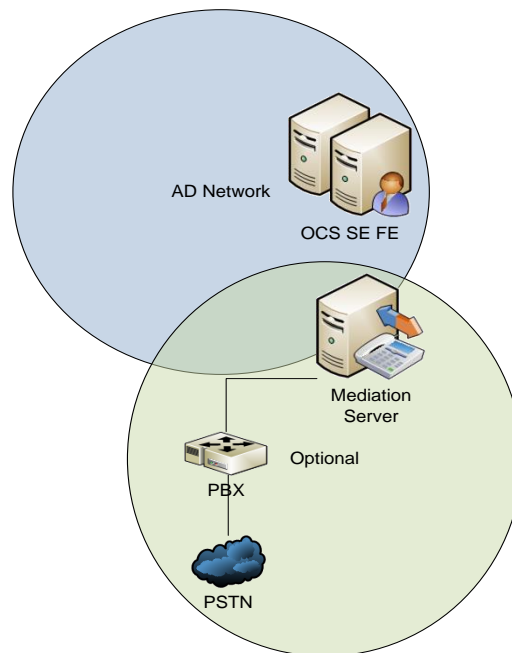 AD Network
OCS SE FE
Mediation
Server
Optional
PBX
PSTN